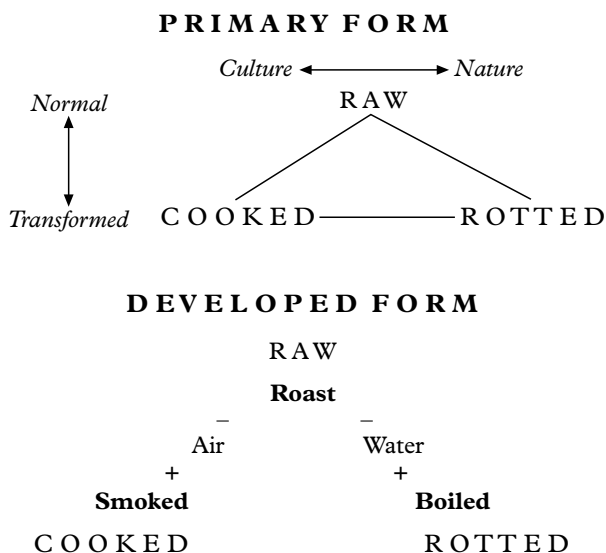 PRIMARY FORM
Culture Nature
Normal RAW
Transformed COOKED ROTTED
DEVELOPED FORM
RAW
Roast
– –
Air Water
+ +
Smoked Boiled
COOKED ROTTED